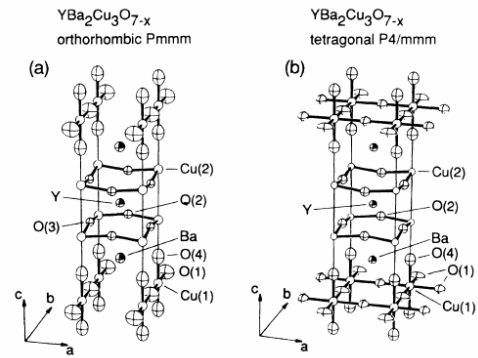 YBa2Cu3O7-x
orthorhombic Pmmm
YBa2Cu3O7-x
tetragonal P4/mmm
(a)
(b)
Cu(2)
Y
O(2)
O(3)
Ba
O(4)
O(1)
Cu(1)
c
b
a
Cu(2)
Y
O(2)
Ba
O(4)
O(1)
Cu(1)
c
b
a